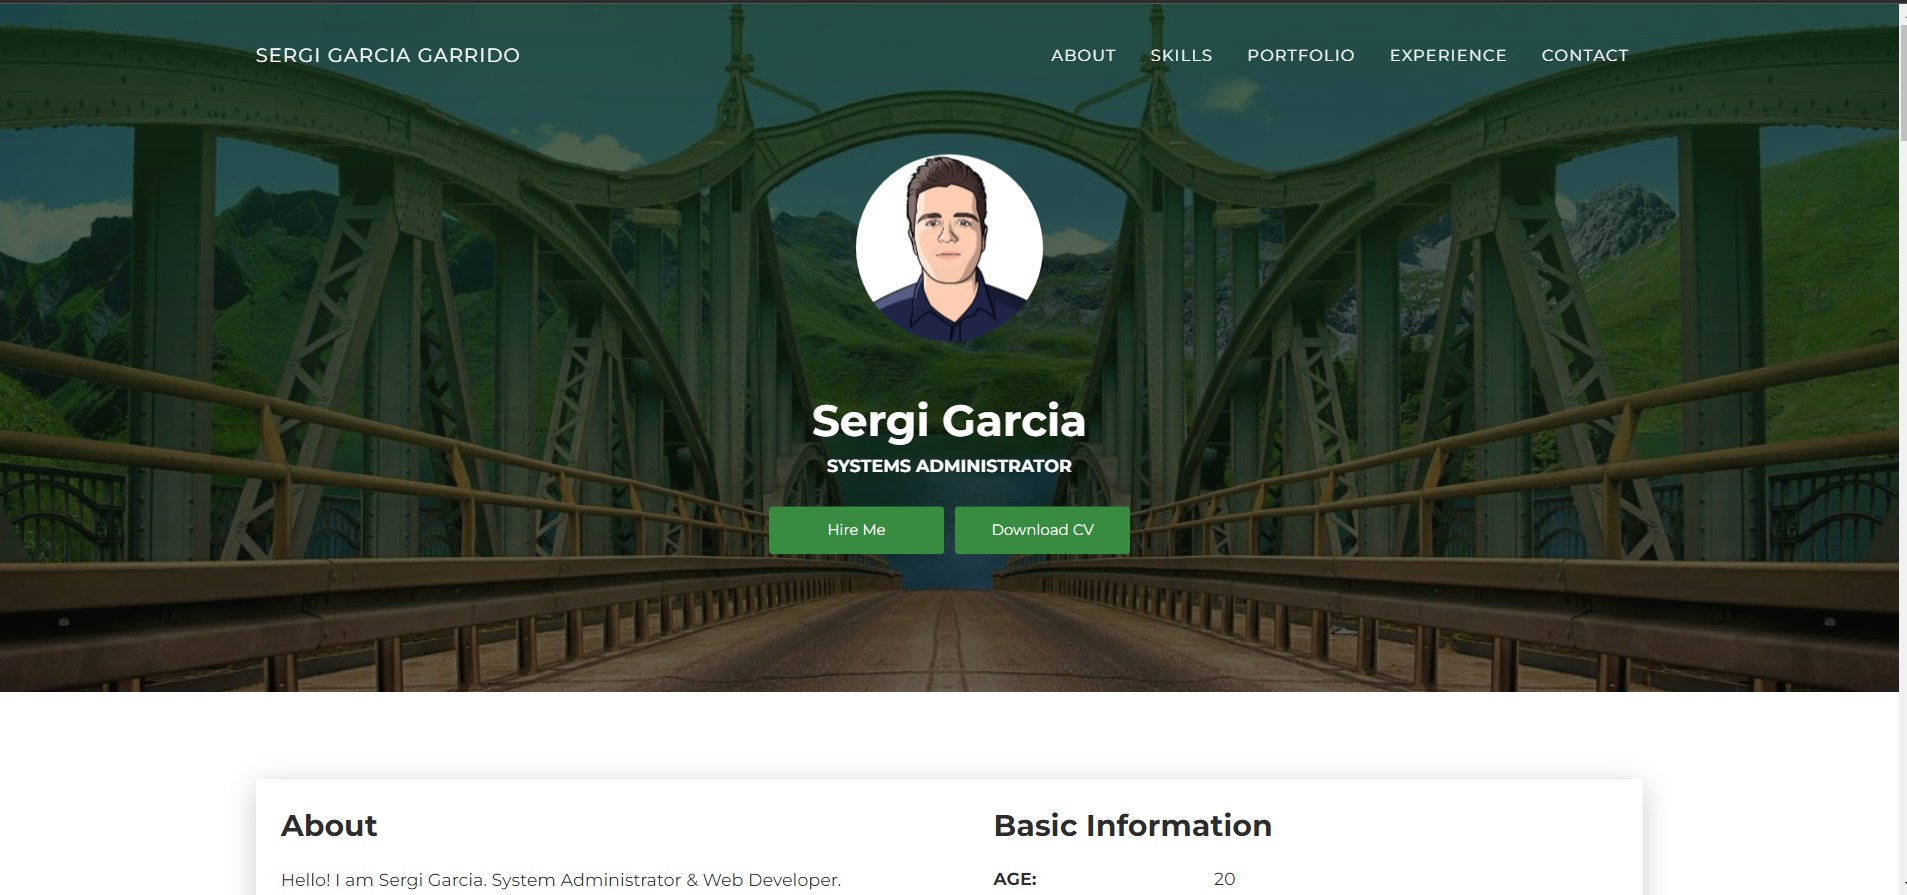 SERGI GARCIA GARRIDO
ABOUT SKILLS PORTFOLIO EXPERIENCE CONTACT
Sergi Garcia
SYSTEMS ADMINISTRATOR
Hire Me
Download CV
About
Hello! I am Sergi Garcia. System Administrator & Web Developer.
Basic Information
AGE: 20